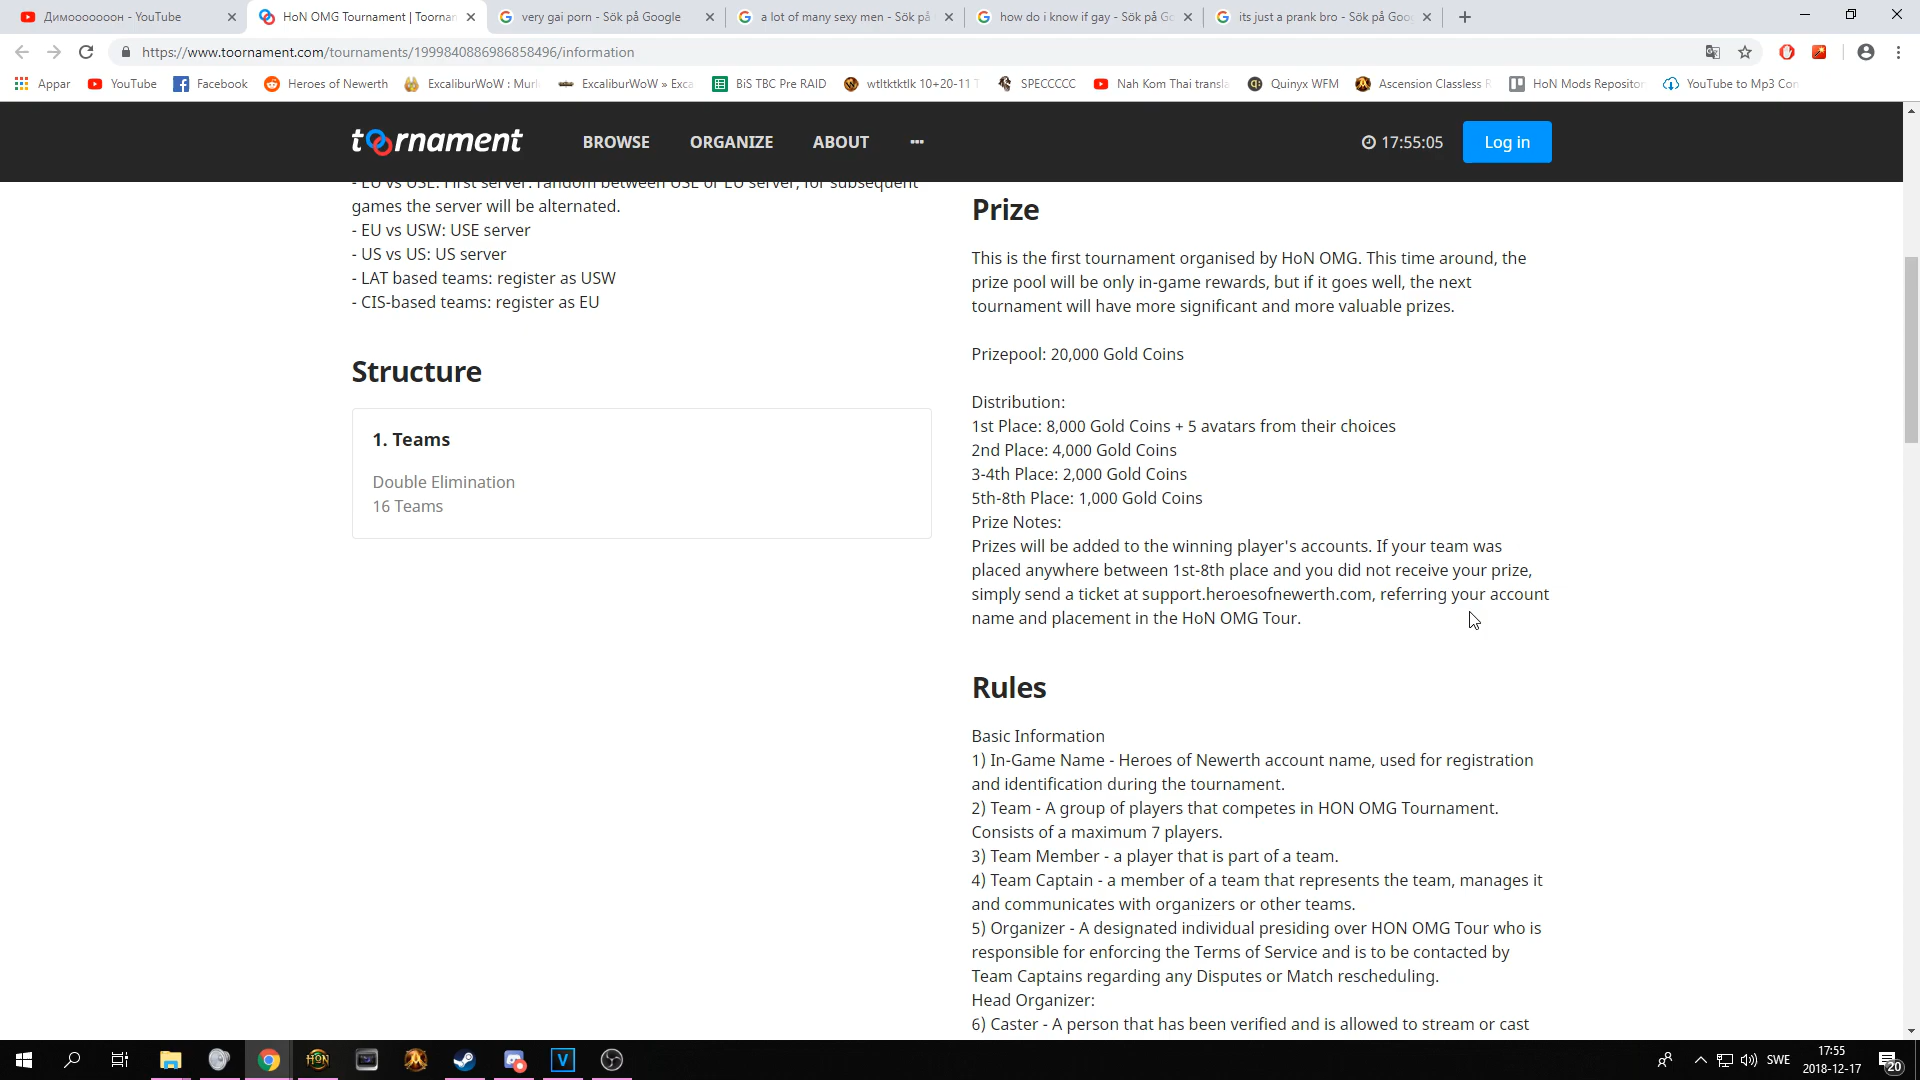 Димооооооон - YouTube
HoN OMG Tournament | Toornam
very gai porn - Sök på Google
a lot of many sexy men - Sök på
how do i know if gay - Sök på Go
its just a prank bro - Sök på Goo
https://www.toornament.com/tournaments/1999840886986858496/information
Appar
YouTube
Facebook
Heroes of Newerth
ExcaliburWoW : Murl
ExcaliburWoW » Exca
BiS TBC Pre RAID
wtltktktlk 10+20-11 T
SPECCCCC
Nah Kom Thai transla
Quinyx WFM
Ascension Classless R
HoN Mods Repositor
YouTube to Mp3 Con
toornament
BROWSE
ORGANIZE
ABOUT
17:55:05
Log in
- EU vs USE: First server: random between USE or EU server, for subsequent
games the server will be alternated.
- EU vs USW: USE server
- US vs US: US server
- LAT based teams: register as USW
- CIS-based teams: register as EU
Structure
1. Teams
Double Elimination
16 Teams
Prize
This is the first tournament organised by HoN OMG. This time around, the
prize pool will be only in-game rewards, but if it goes well, the next
tournament will have more significant and more valuable prizes.
Prizepool: 20,000 Gold Coins
Distribution:
1st Place: 8,000 Gold Coins + 5 avatars from their choices
2nd Place: 4,000 Gold Coins
3-4th Place: 2,000 Gold Coins
5th-8th Place: 1,000 Gold Coins
Prize Notes:
Prizes will be added to the winning player's accounts. If your team was
placed anywhere between 1st-8th place and you did not receive your prize,
simply send a ticket at support.heroesofnewerth.com, referring your account
name and placement in the HoN OMG Tour.
Rules
Basic Information
1) In-Game Name - Heroes of Newerth account name, used for registration
and identification during the tournament.
2) Team - A group of players that competes in HON OMG Tournament.
Consists of a maximum 7 players.
3) Team Member - a player that is part of a team.
4) Team Captain - a member of a team that represents the team, manages it
and communicates with organizers or other teams.
5) Organizer - A designated individual presiding over HON OMG Tour who is
responsible for enforcing the Terms of Service and is to be contacted by
Team Captains regarding any Disputes or Match rescheduling.
Head Organizer:
6) Caster - A person that has been verified and is allowed to stream or cast
HON
V
SWE
17:55
2018-12-17
20